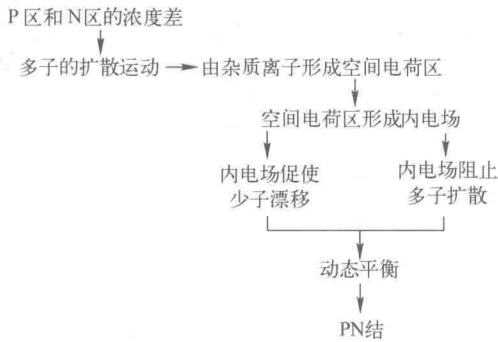 P区和N区的浓度差
多子的扩散运动
由杂质离子形成空间电荷区
空间电荷区形成内电场
内电场促使
少子漂移
内电场阻止
多子扩散
动态平衡
PN结